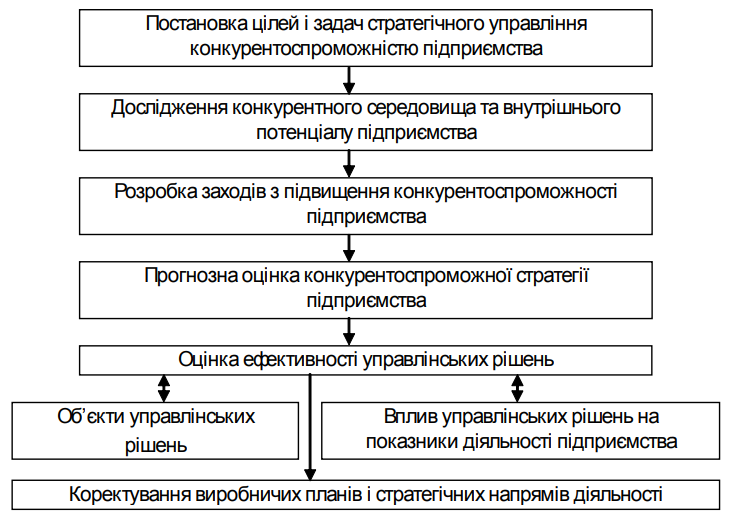 Постановка цілей і задач стратегічного управління
конкурентоспроможністю підприємства
Дослідження конкурентного середовища та внутрішнього
потенціалу підприємства
Розробка заходів з підвищення конкурентоспроможності
підприємства
Прогнозна оцінка конкурентоспроможної стратегії
підприємства
Оцінка ефективності управлінських рішень
Об’єкти управлінських
рішень
Вплив управлінських рішень на
показники діяльності підприємства
Коректування виробничих планів і стратегічних напрямів діяльності